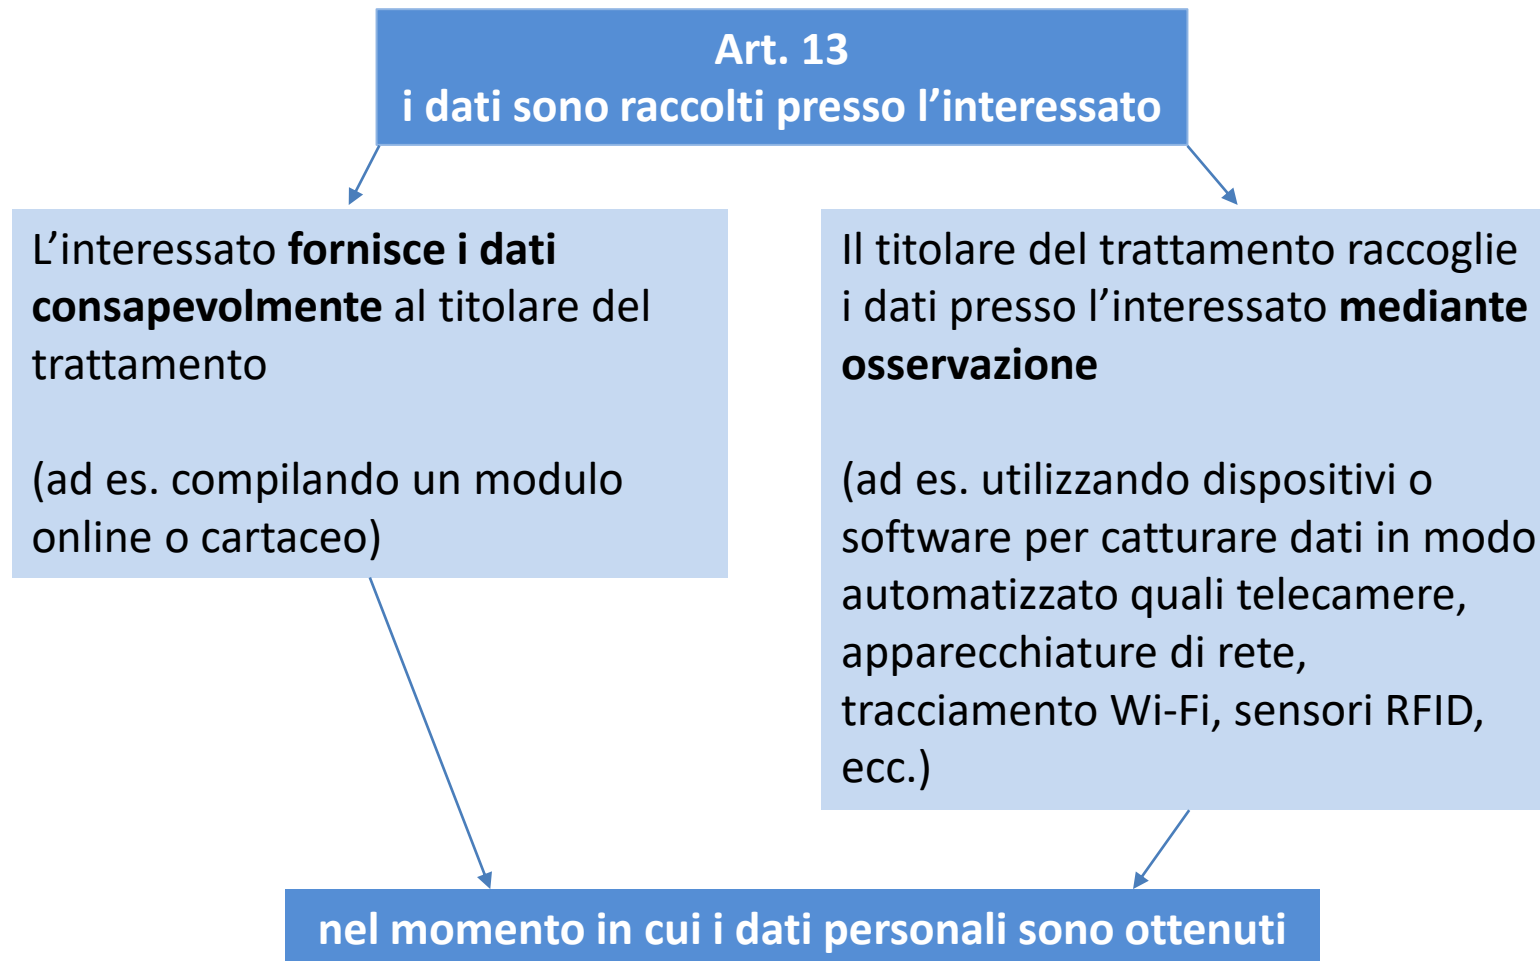 Art. 13
i dati sono raccolti presso l’interessato
L’interessato fornisce i dati
consapevolmente al titolare del
trattamento
(ad es. compilando un modulo
online o cartaceo)
Il titolare del trattamento raccoglie
i dati presso l’interessato mediante
osservazione
(ad es. utilizzando dispositivi o
software per catturare dati in modo
automatizzato quali telecamere,
apparecchiature di rete,
tracciamento Wi-Fi, sensori RFID,
ecc.)
nel momento in cui i dati personali sono ottenuti